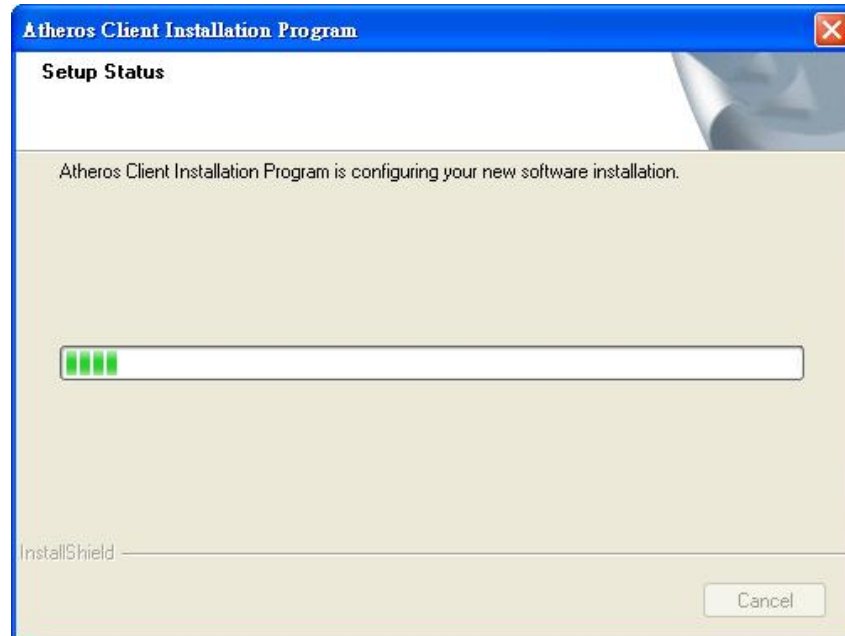 Atheros Client Installation Program
Setup Status
Atheros Client Installation Program is configuring your new software installation.
InstallShield
Cancel